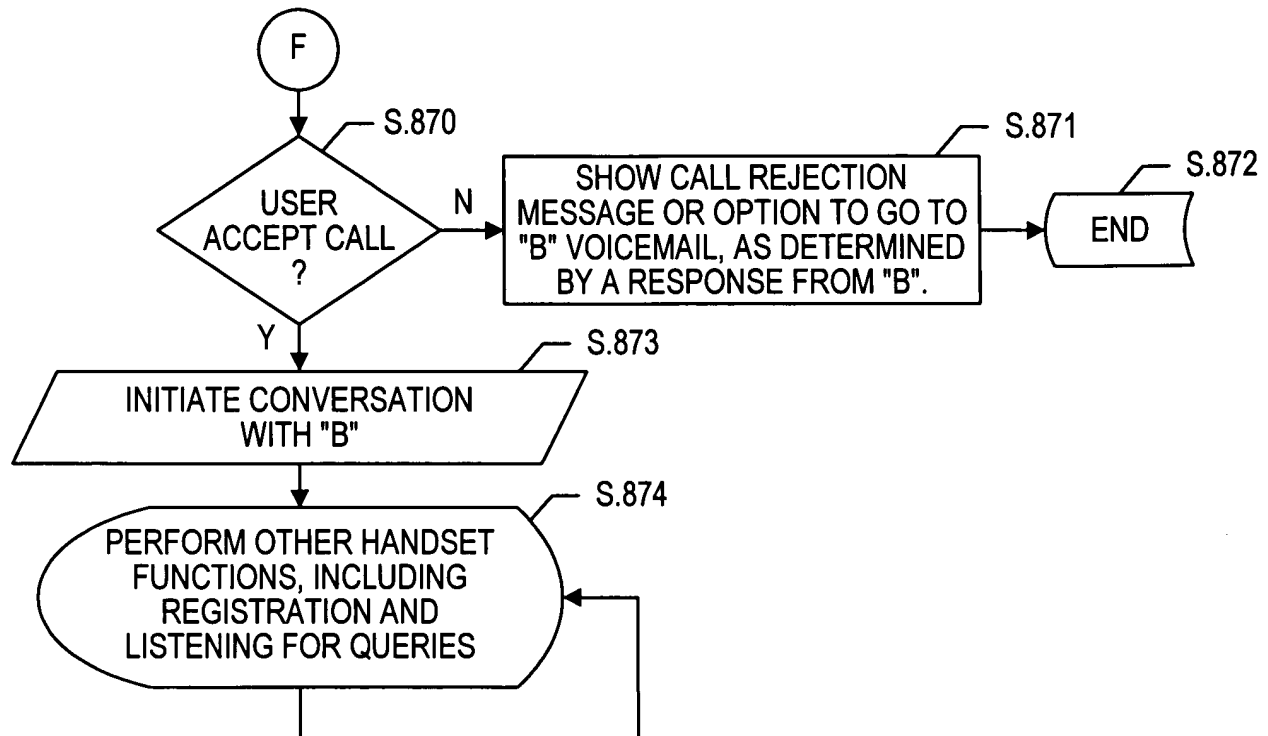 F
S.870
USER
ACCEPT CALL
?
N
S.871
SHOW CALL REJECTION
MESSAGE OR OPTION TO GO TO
"B" VOICEMAIL, AS DETERMINED
BY A RESPONSE FROM "B".
S.872
END
Y
S.873
INITIATE CONVERSATION
WITH "B"
S.874
PERFORM OTHER HANDSET
FUNCTIONS, INCLUDING
REGISTRATION AND
LISTENING FOR QUERIES